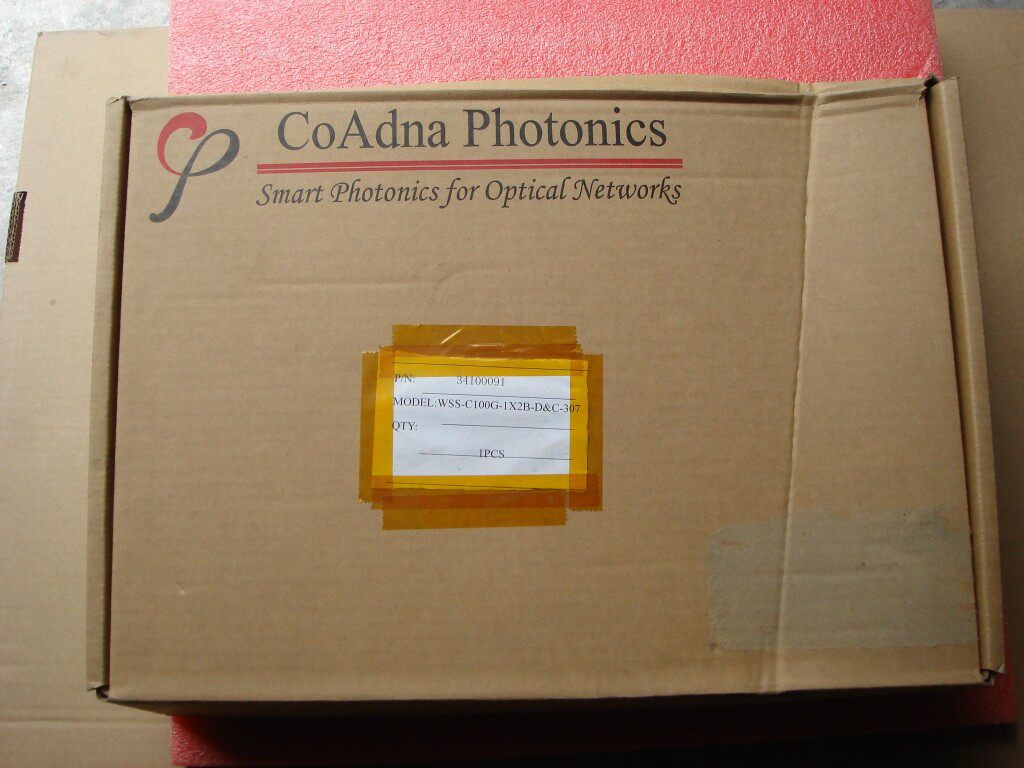 CoAdna Photonics
Smart Photonics for Optical Networks
P/N: 34100091
MODEL:WSS-C100G-1X2B-D&C-307
QTY:
1PCS